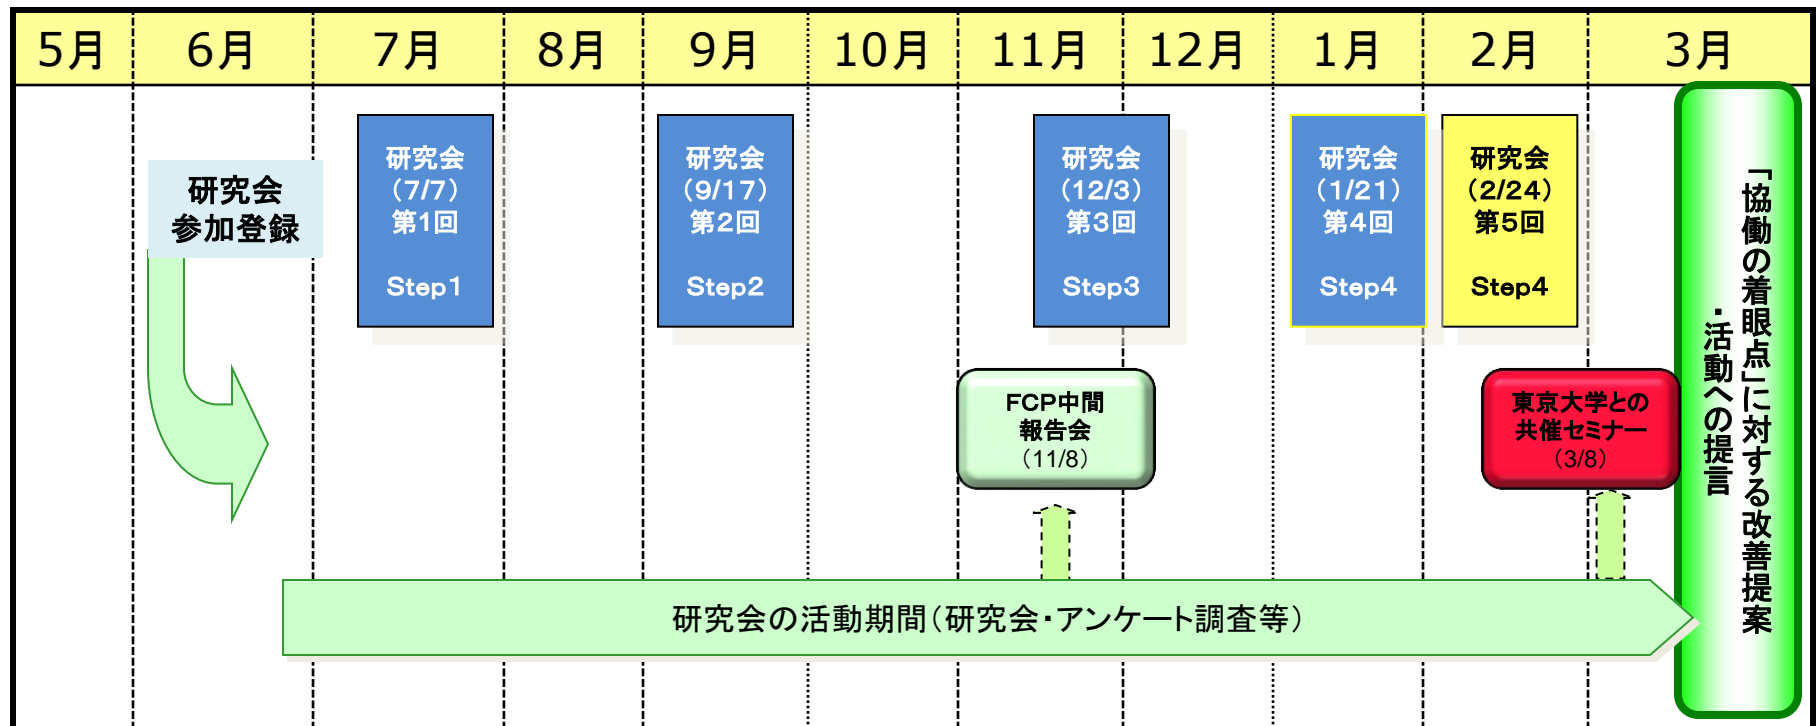 5月 6月 7月 8月 9月 10月 11月 12月 1月 2月 3月
研究会
参加登録
研究会
(7/7)
第1回
Step1
研究会
(9/17)
第2回
Step2
研究会
(12/3)
第3回
Step3
研究会
(1/21)
第4回
Step4
研究会
(2/24)
第5回
Step4
FCP中間
報告会
(11/8)
東京大学との
共催セミナー
(3/8)
「協働の着眼点」に対する改善提案
・活動への提言
研究会の活動期間(研究会・アンケート調査等)